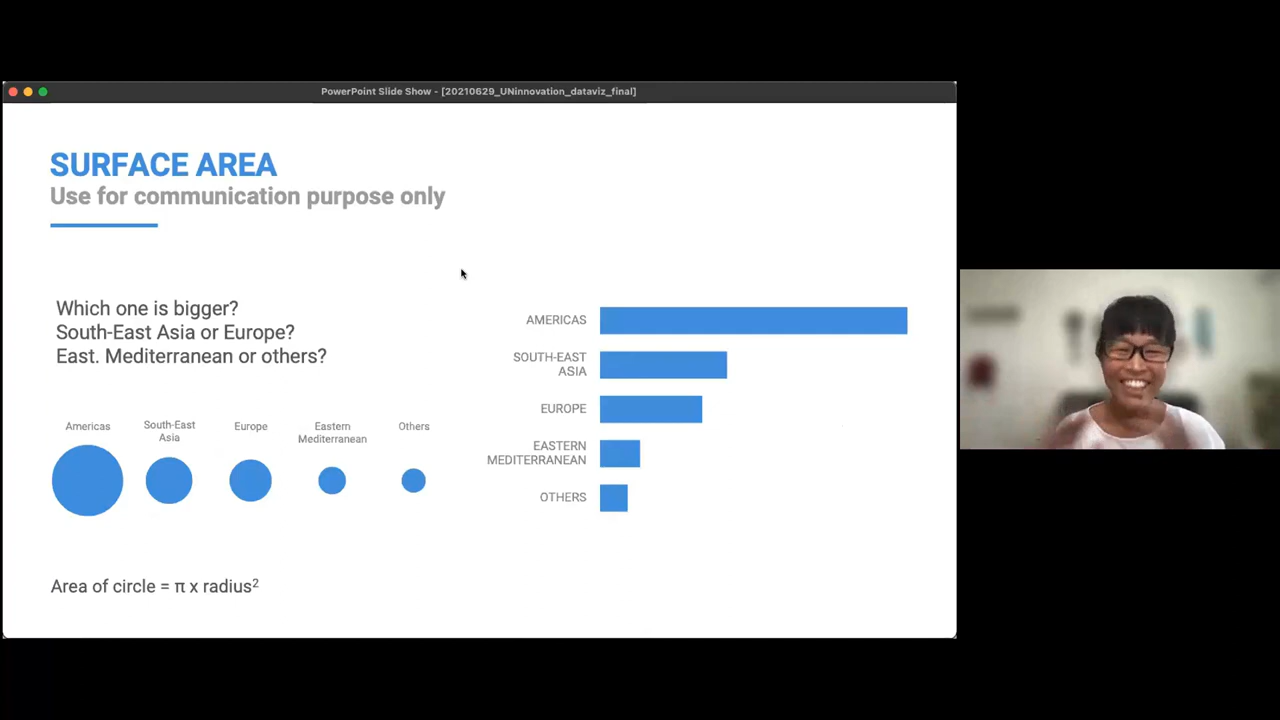 PowerPoint Slide Show - [20210629_UNinnovation_dataviz_final]
SURFACE AREA
Use for communication purpose only
Which one is bigger?
South-East Asia or Europe?
East. Mediterranean or others?
Americas
South-East
Asia
Europe
Eastern
Mediterranean
Others
Area of circle = π x radius²
AMERICAS
SOUTH-EAST
ASIA
EUROPE
EASTERN
MEDITERRANEAN
OTHERS